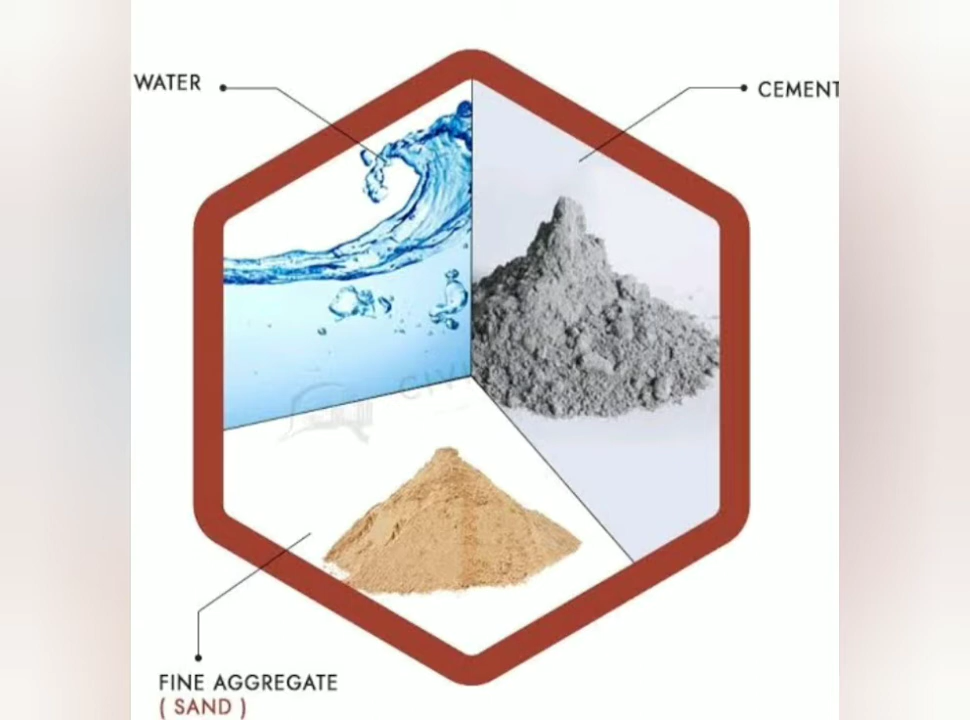 WATER
CEMENT
FINE AGGREGATE
( SAND )